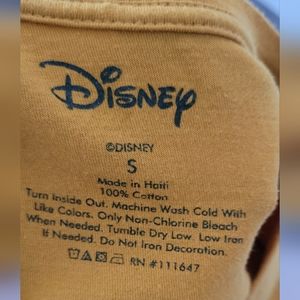 Disney
©DISNEY
S
Made in Haiti
100% Cotton
Turn Inside Out. Machine Wash Cold With
Like Colors. Only Non-Chlorine Bleach
When Needed. Tumble Dry Low. Low Iron
If Needed. Do Not Iron Decoration.
RN #111647